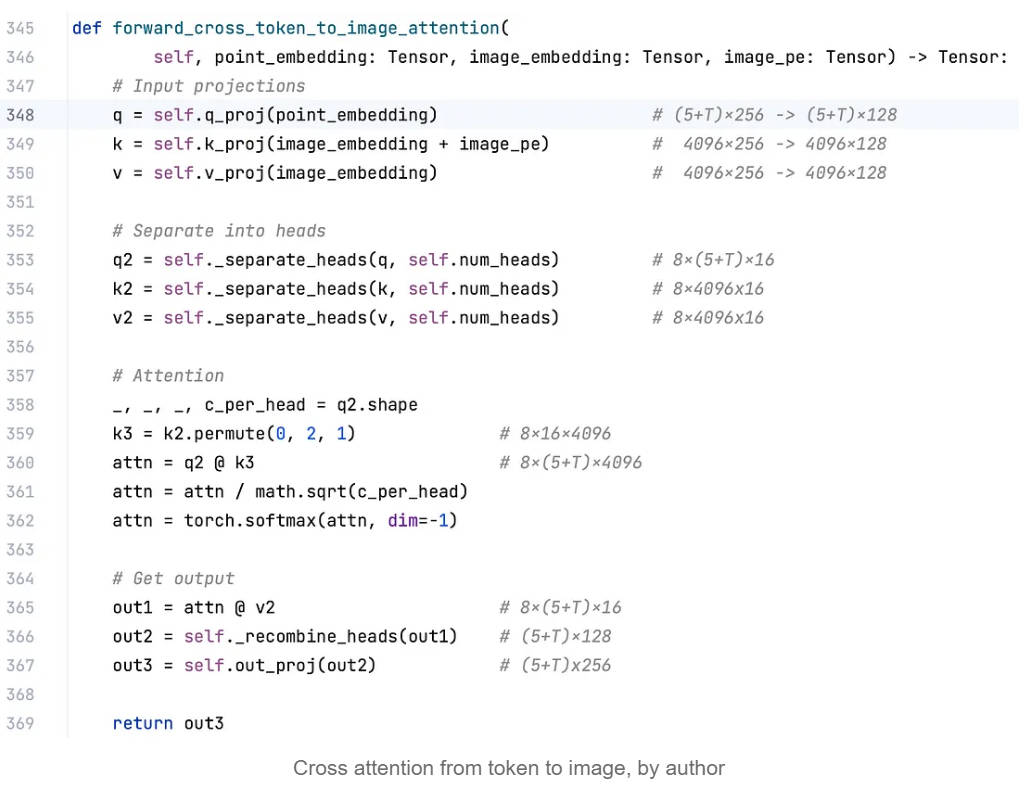 345 def forward_cross_token_to_image_attention(
346 self, point_embedding: Tensor, image_embedding: Tensor, image_pe: Tensor) -> Tensor:
347 # Input projections
348 q = self.q_proj(point_embedding) # (5+T)×256 -> (5+T)×128
349 k = self.k_proj(image_embedding + image_pe) # 4096×256 -> 4096×128
350 v = self.v_proj(image_embedding) # 4096×256 -> 4096×128
351
352 # Separate into heads
353 q2 = self._separate_heads(q, self.num_heads) # 8×(5+T)×16
354 k2 = self._separate_heads(k, self.num_heads) # 8×4096x16
355 v2 = self._separate_heads(v, self.num_heads) # 8×4096x16
356
357 # Attention
358 _, _, _, c_per_head = q2.shape
359 k3 = k2.permute(0, 2, 1) # 8×16×4096
360 attn = q2 @ k3 # 8×(5+T)×4096
361 attn = attn / math.sqrt(c_per_head)
362 attn = torch.softmax(attn, dim=-1)
363
364 # Get output
365 out1 = attn @ v2 # 8×(5+T)×16
366 out2 = self._recombine_heads(out1) # (5+T)×128
367 out3 = self.out_proj(out2) # (5+T)x256
368
369 return out3
Cross attention from token to image, by author